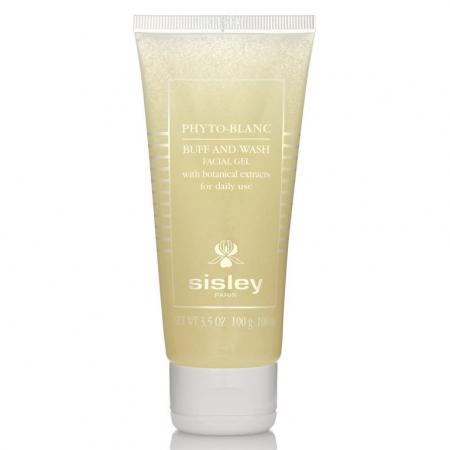 PHYTO-BLANC
BUFF AND WASH
FACIAL GEL
with botanical extracts
for daily use
sisley
PARIS
NET WT 3.5 OZ 100 g